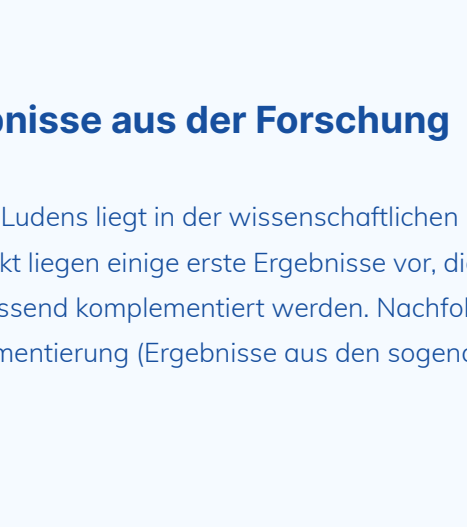 bnisse aus der Forschung
Ludens liegt in der wissenschaftlichen
kt liegen einige erste Ergebnisse vor, di
ssend komplementiert werden. Nachfol
mentierung (Ergebnisse aus den sogena